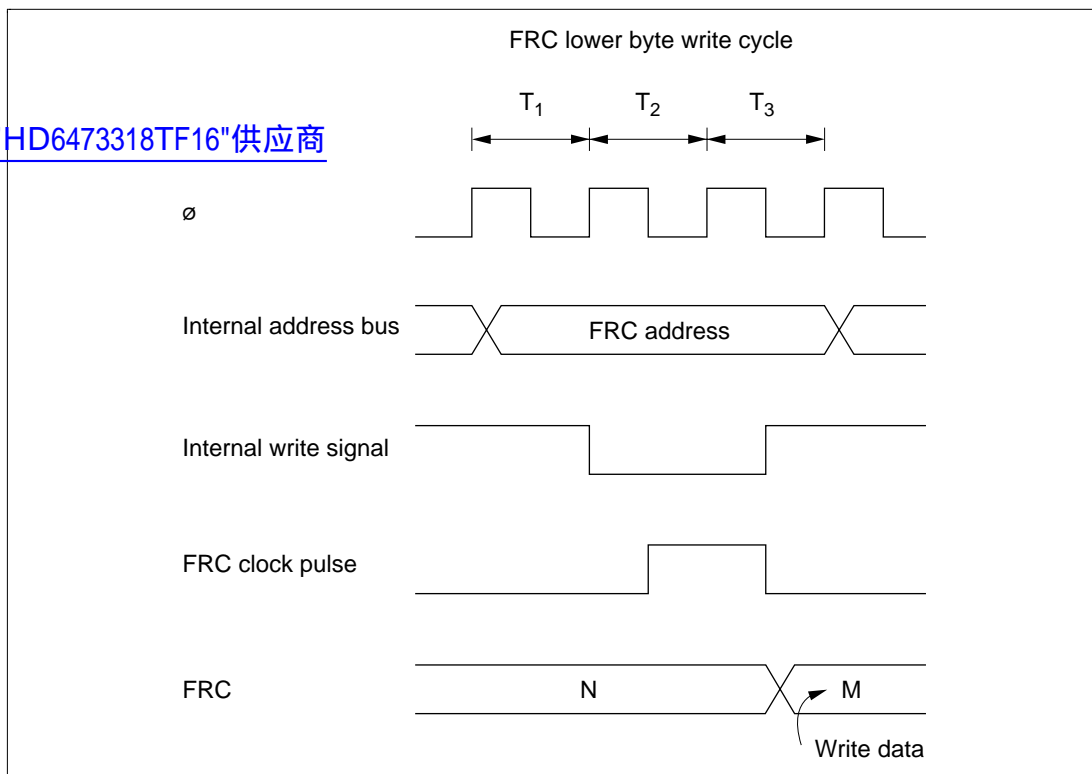 FRC lower byte write cycle
T1 T2 T3
HD6473318TF16"供应商
ø
Internal address bus FRC address
Internal write signal
FRC clock pulse
FRC N M
Write data